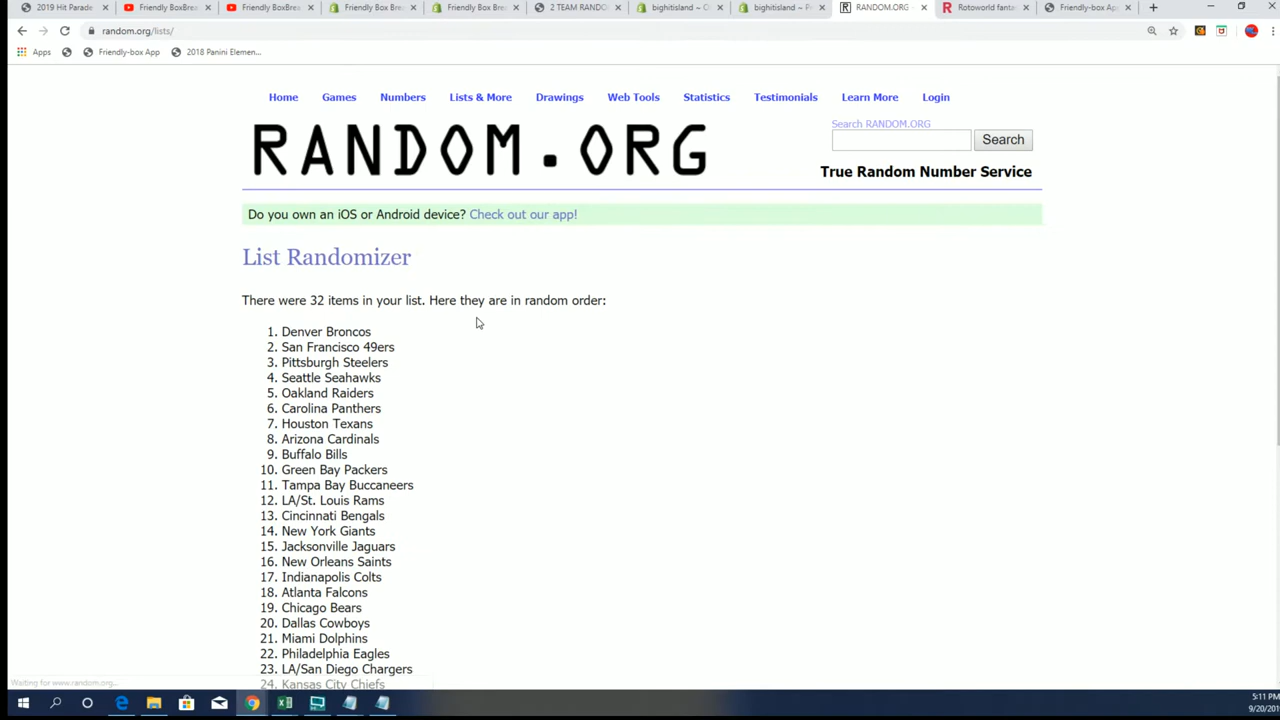 2019 Hit Parade
Friendly BoxBrea
Friendly BoxBrea
Friendly Box Brea
Friendly Box Brea
2 TEAM RANDO
bighitisland ~ O
bighitisland ~ P
RANDOM.ORG -
Rotoworld fanta
Friendly-box App
random.org/lists/
Apps
Friendly-box App
2018 Panini Elemen...
Home
Games
Numbers
Lists & More
Drawings
Web Tools
Statistics
Testimonials
Learn More
Login
RANDOM.ORG
Search RANDOM.ORG
Search
True Random Number Service
Do you own an iOS or Android device? Check out our app!
List Randomizer
There were 32 items in your list. Here they are in random order:
1. Denver Broncos
2. San Francisco 49ers
3. Pittsburgh Steelers
4. Seattle Seahawks
5. Oakland Raiders
6. Carolina Panthers
7. Houston Texans
8. Arizona Cardinals
9. Buffalo Bills
10. Green Bay Packers
11. Tampa Bay Buccaneers
12. LA/St. Louis Rams
13. Cincinnati Bengals
14. New York Giants
15. Jacksonville Jaguars
16. New Orleans Saints
17. Indianapolis Colts
18. Atlanta Falcons
19. Chicago Bears
20. Dallas Cowboys
21. Miami Dolphins
22. Philadelphia Eagles
23. LA/San Diego Chargers
24. Kansas City Chiefs
Waiting for www.random.org...
5:11 PM
9/20/201